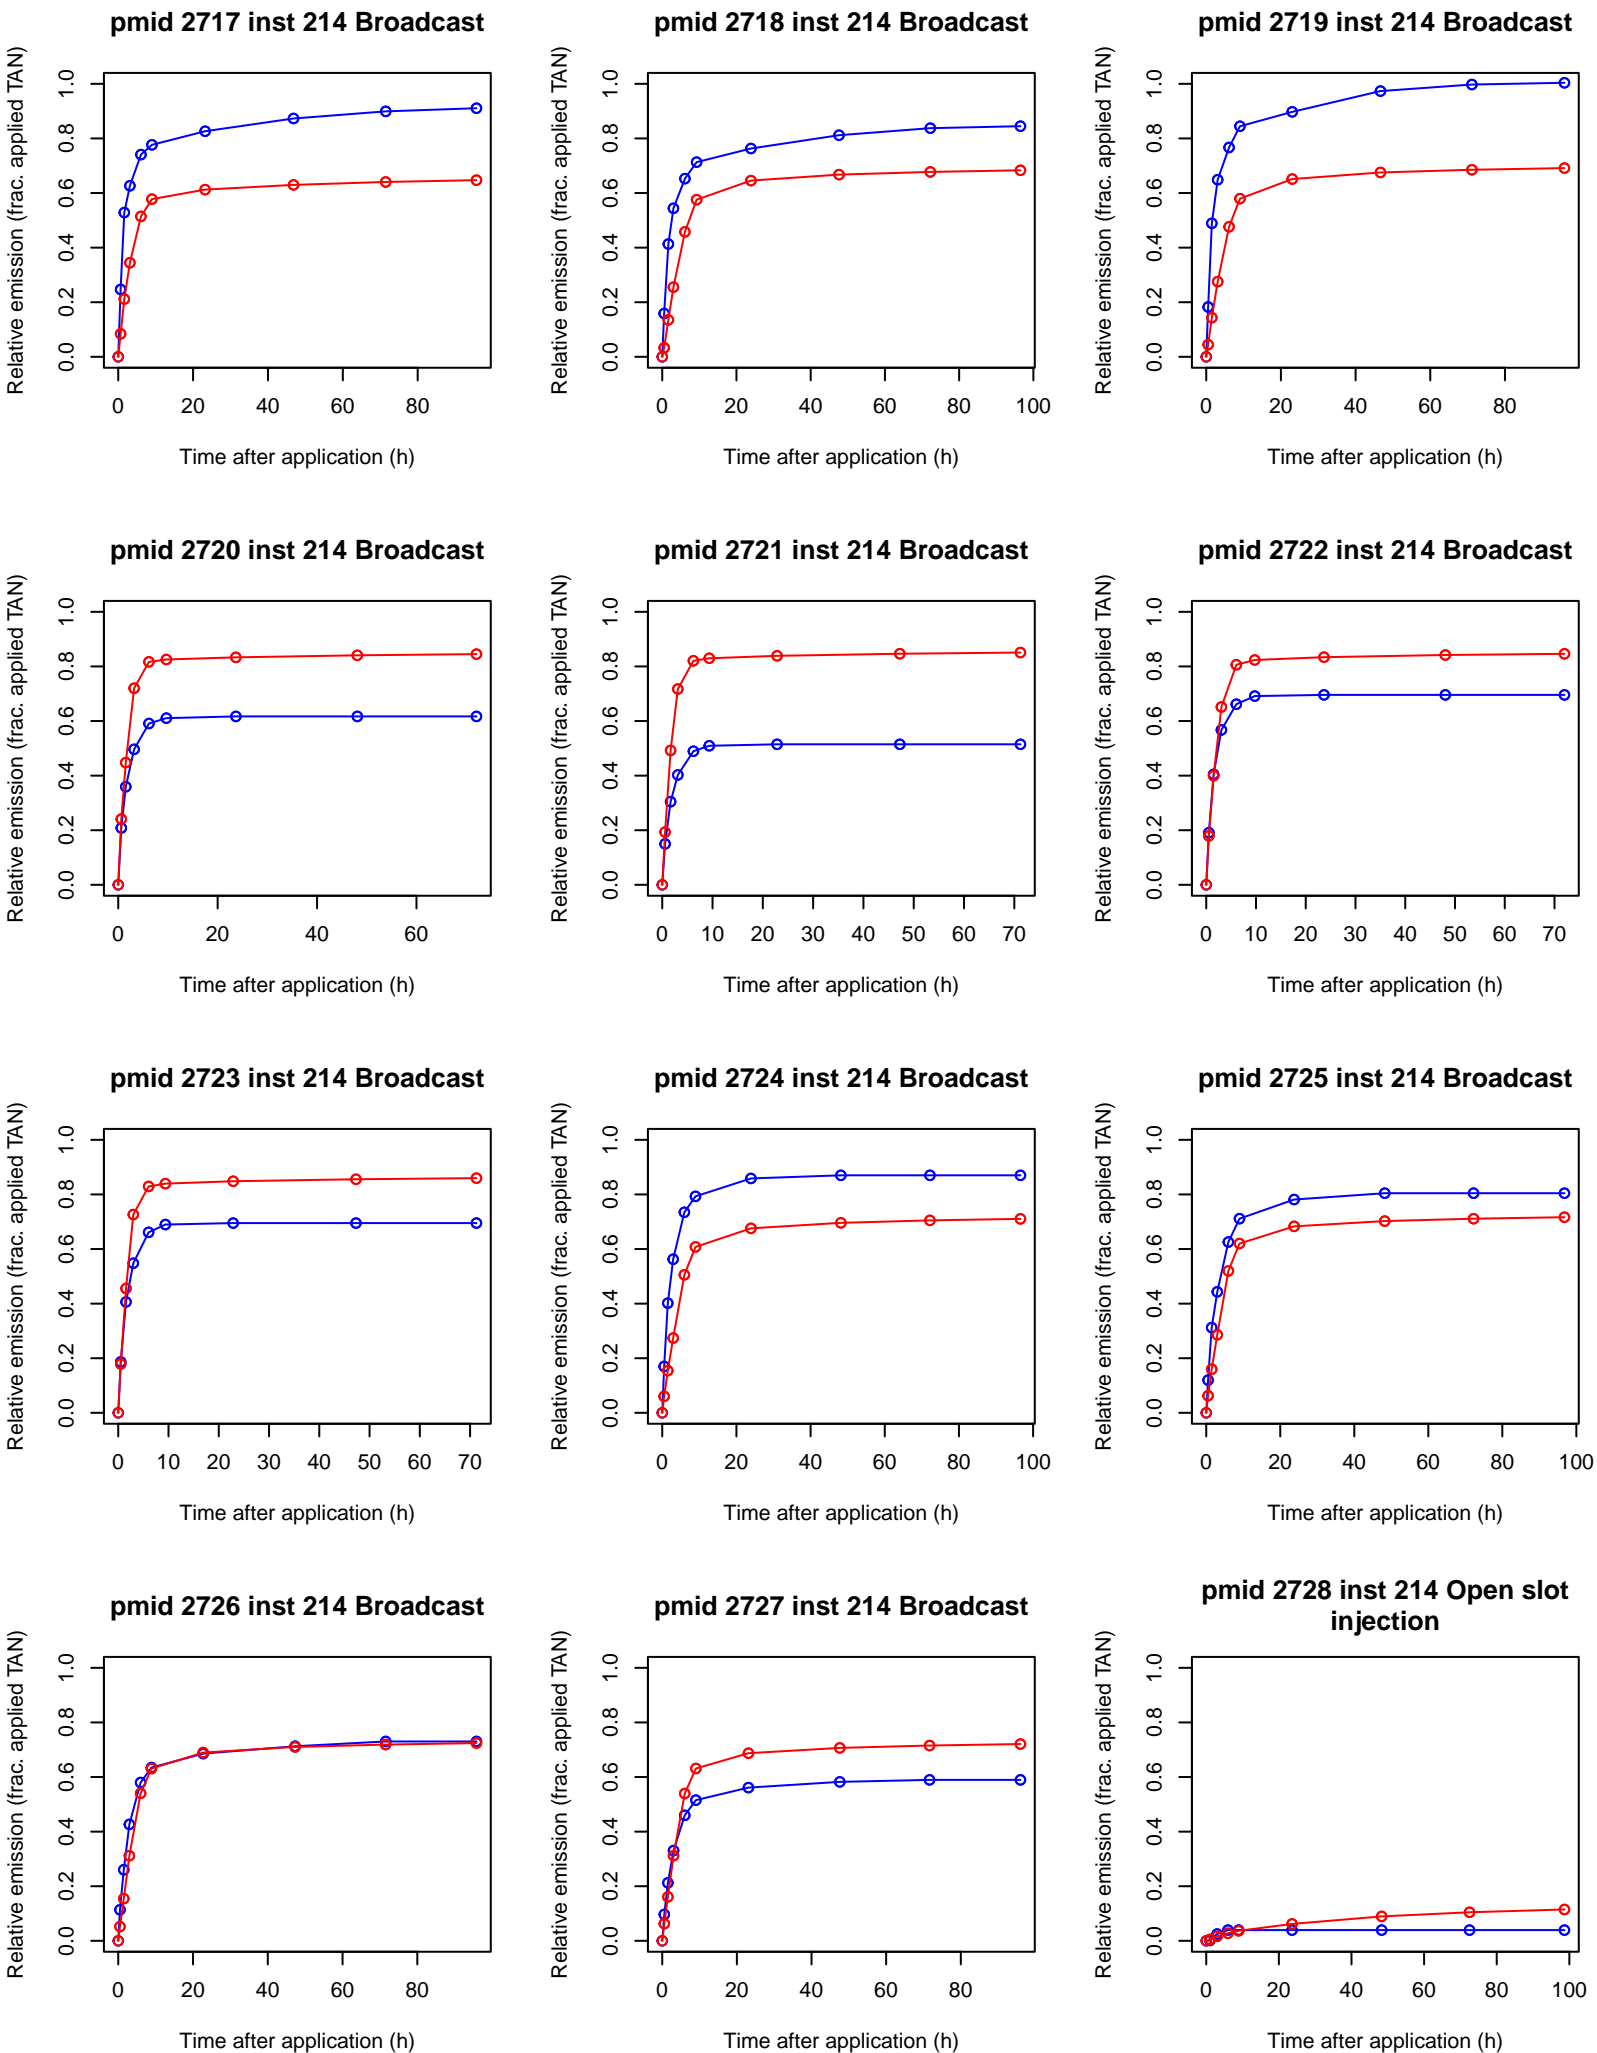 pmid 2717 inst 214 Broadcast
Relative emission (frac. applied TAN)
0.0 0.2 0.4 0.6 0.8 1.0
0 20 40 60 80
Time after application (h)
pmid 2718 inst 214 Broadcast
Relative emission (frac. applied TAN)
0.0 0.2 0.4 0.6 0.8 1.0
0 20 40 60 80 100
Time after application (h)
pmid 2719 inst 214 Broadcast
Relative emission (frac. applied TAN)
0.0 0.2 0.4 0.6 0.8 1.0
0 20 40 60 80
Time after application (h)
pmid 2720 inst 214 Broadcast
Relative emission (frac. applied TAN)
0.0 0.2 0.4 0.6 0.8 1.0
0 20 40 60
Time after application (h)
pmid 2721 inst 214 Broadcast
Relative emission (frac. applied TAN)
0.0 0.2 0.4 0.6 0.8 1.0
0 10 20 30 40 50 60 70
Time after application (h)
pmid 2722 inst 214 Broadcast
Relative emission (frac. applied TAN)
0.0 0.2 0.4 0.6 0.8 1.0
0 10 20 30 40 50 60 70
Time after application (h)
pmid 2723 inst 214 Broadcast
Relative emission (frac. applied TAN)
0.0 0.2 0.4 0.6 0.8 1.0
0 10 20 30 40 50 60 70
Time after application (h)
pmid 2724 inst 214 Broadcast
Relative emission (frac. applied TAN)
0.0 0.2 0.4 0.6 0.8 1.0
0 20 40 60 80 100
Time after application (h)
pmid 2725 inst 214 Broadcast
Relative emission (frac. applied TAN)
0.0 0.2 0.4 0.6 0.8 1.0
0 20 40 60 80 100
Time after application (h)
pmid 2726 inst 214 Broadcast
Relative emission (frac. applied TAN)
0.0 0.2 0.4 0.6 0.8 1.0
0 20 40 60 80
Time after application (h)
pmid 2727 inst 214 Broadcast
Relative emission (frac. applied TAN)
0.0 0.2 0.4 0.6 0.8 1.0
0 20 40 60 80
Time after application (h)
pmid 2728 inst 214 Open slot
injection
Relative emission (frac. applied TAN)
0.0 0.2 0.4 0.6 0.8 1.0
0 20 40 60 80 100
Time after application (h)